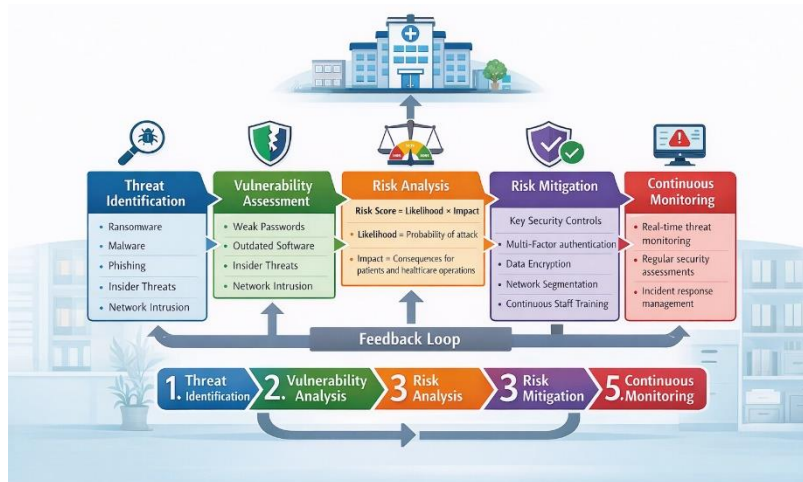 Threat
Identification
• Ransomware
• Malware
• Phishing
• Insider Threats
• Network Intrusion
Vulnerability
Assessment
• Weak Passwords
• Outdated Software
• Insider Threats
• Network Intrusion
Risk Analysis
Risk Score = Likelihood × Impact
• Likelihood = Probability of attack
• Impact = Consequences for
patients and healthcare operations
Risk Mitigation
Key Security Controls
• Multi-Factor authentication
• Data Encryption
• Network Segmentation
• Continuous Staff Training
Continuous
Monitoring
• Real-time threat
monitoring
• Regular security
assessments
• Incident response
management
Feedback Loop
1. Threat
Identification
2. Vulnerability
Analysis
3 Risk
Analysis
3 Risk
Mitigation
5. Continuous
Monitoring